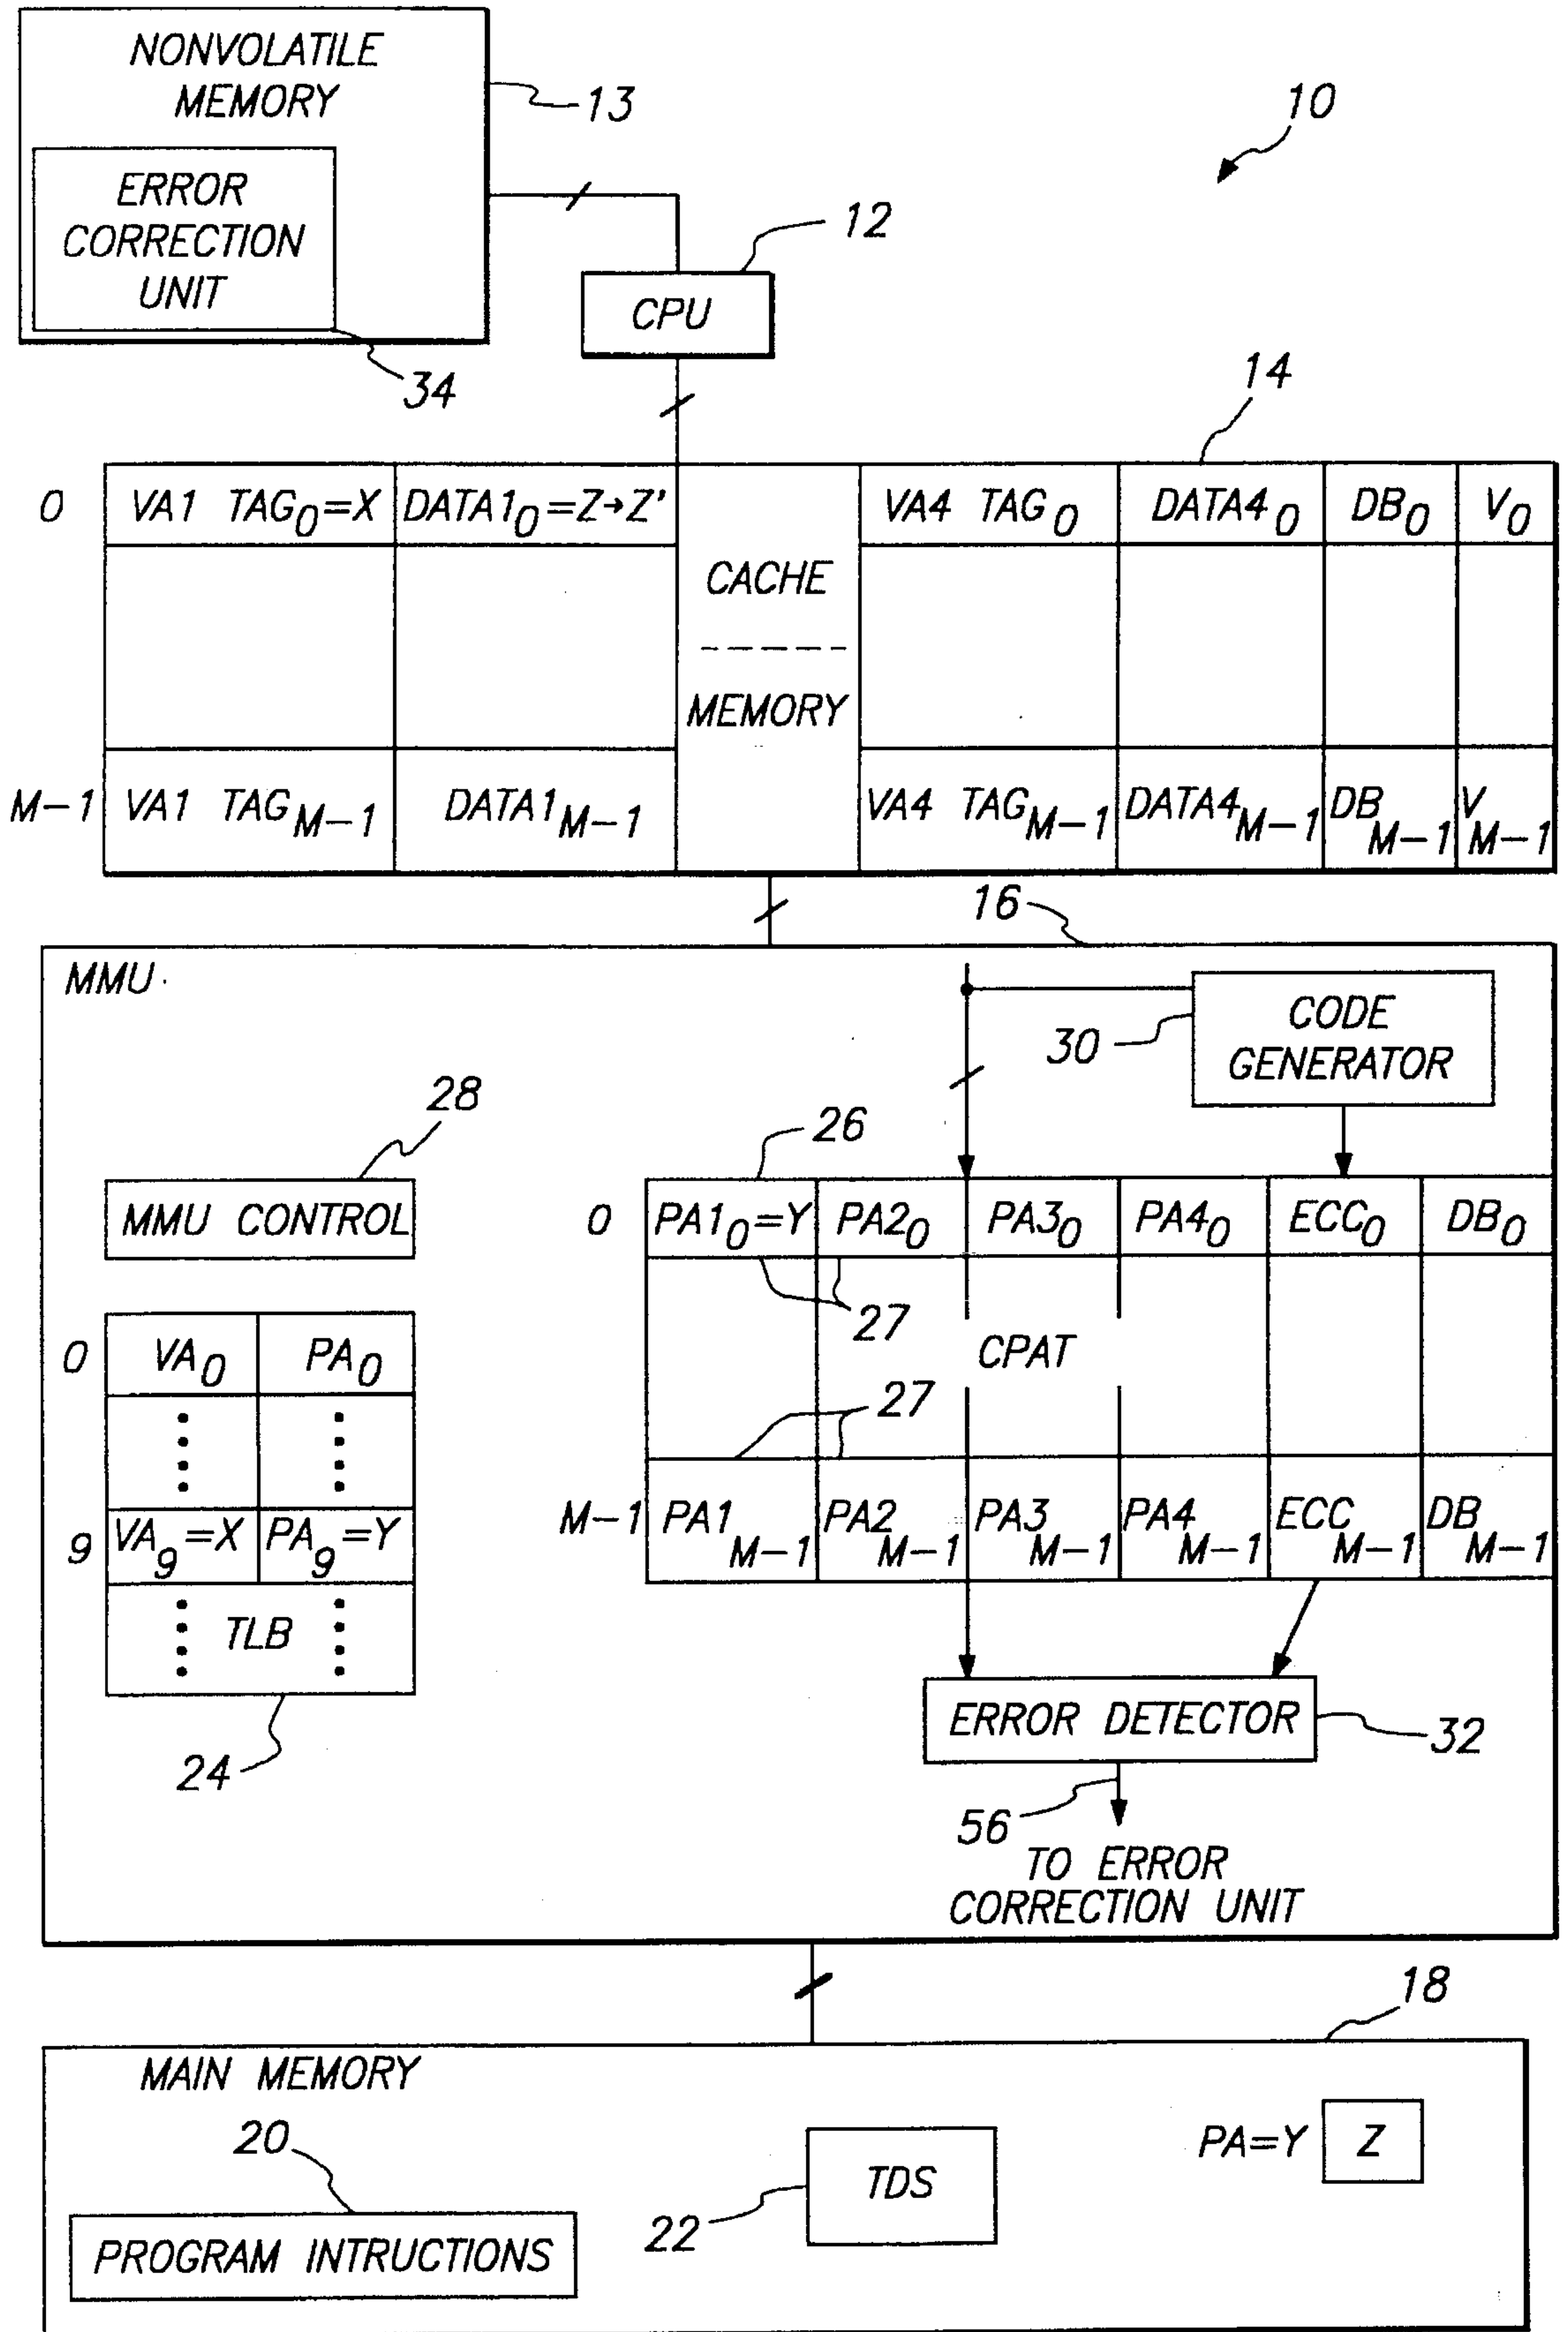 NONVOLATILE
MEMORY
13
10
ERROR
CORRECTION
UNIT
34
12
CPU
14
0 VA1 TAG0=X DATA10=Z→Z' VA4 TAG0 DATA40 DB0 V0
CACHE
MEMORY
M-1 VA1 TAGM-1 DATA1M-1 VA4 TAGM-1 DATA4M-1 DBM-1 VM-1
16
MMU
CODE
GENERATOR
30
28
26
MMU CONTROL
0 PA10=Y PA20 PA30 PA40 ECC0 DB0
27
CPAT
27
0 VA0 PA0
9 VA9=X PA9=Y
TLB
24
M-1 PA1M-1 PA2M-1 PA3M-1 PA4M-1 ECCM-1 DBM-1
ERROR DETECTOR
32
56
TO ERROR
CORRECTION UNIT
18
MAIN MEMORY
20
PROGRAM INTRUCTIONS
TDS
22
PA=Y Z